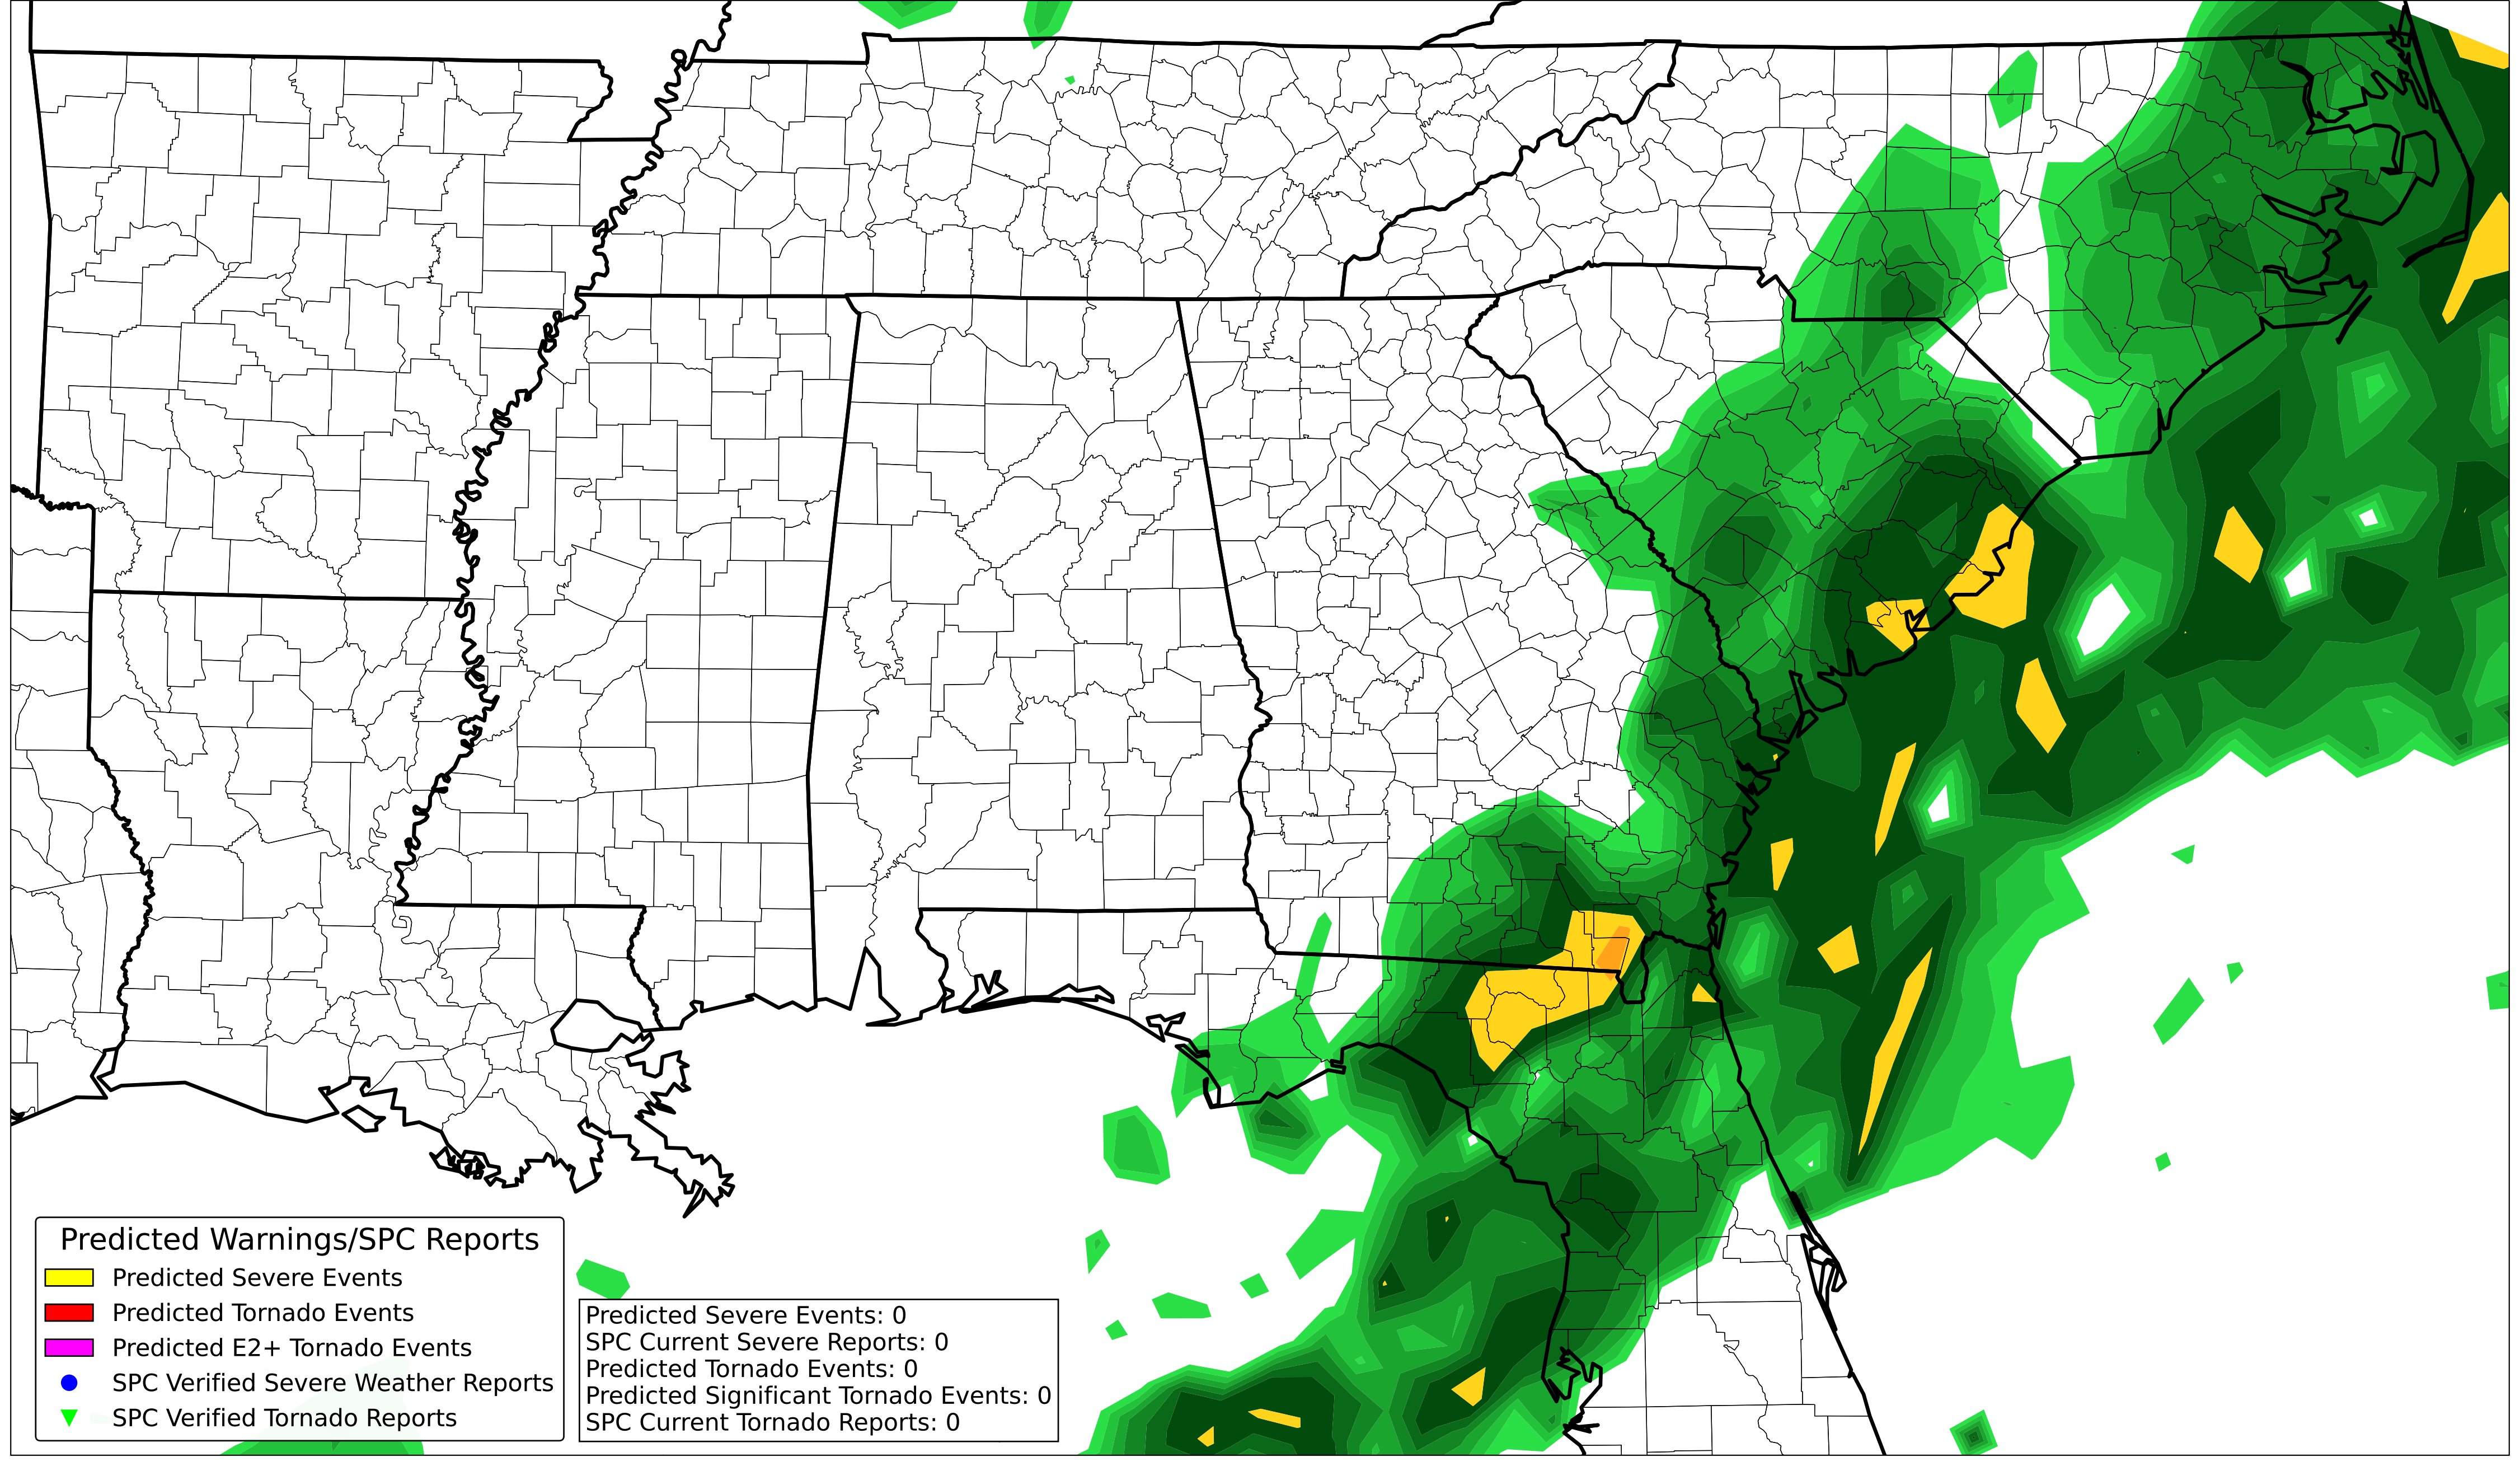 Predicted Warnings/SPC Reports
Predicted Severe Events
Predicted Tornado Events
Predicted E2+ Tornado Events
SPC Verified Severe Weather Reports
SPC Verified Tornado Reports
Predicted Severe Events: 0
SPC Current Severe Reports: 0
Predicted Tornado Events: 0
Predicted Significant Tornado Events: 0
SPC Current Tornado Reports: 0